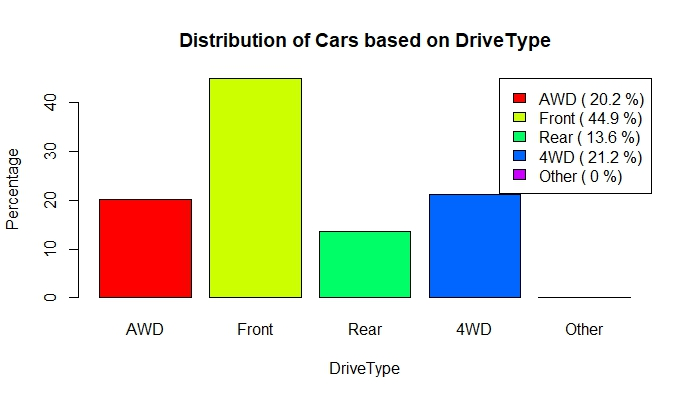 Distribution of Cars based on DriveType
Percentage
40
30
20
10
0
AWD ( 20.2 %)
Front ( 44.9 %)
Rear ( 13.6 %)
4WD ( 21.2 %)
Other ( 0 %)
AWD Front Rear 4WD Other
DriveType